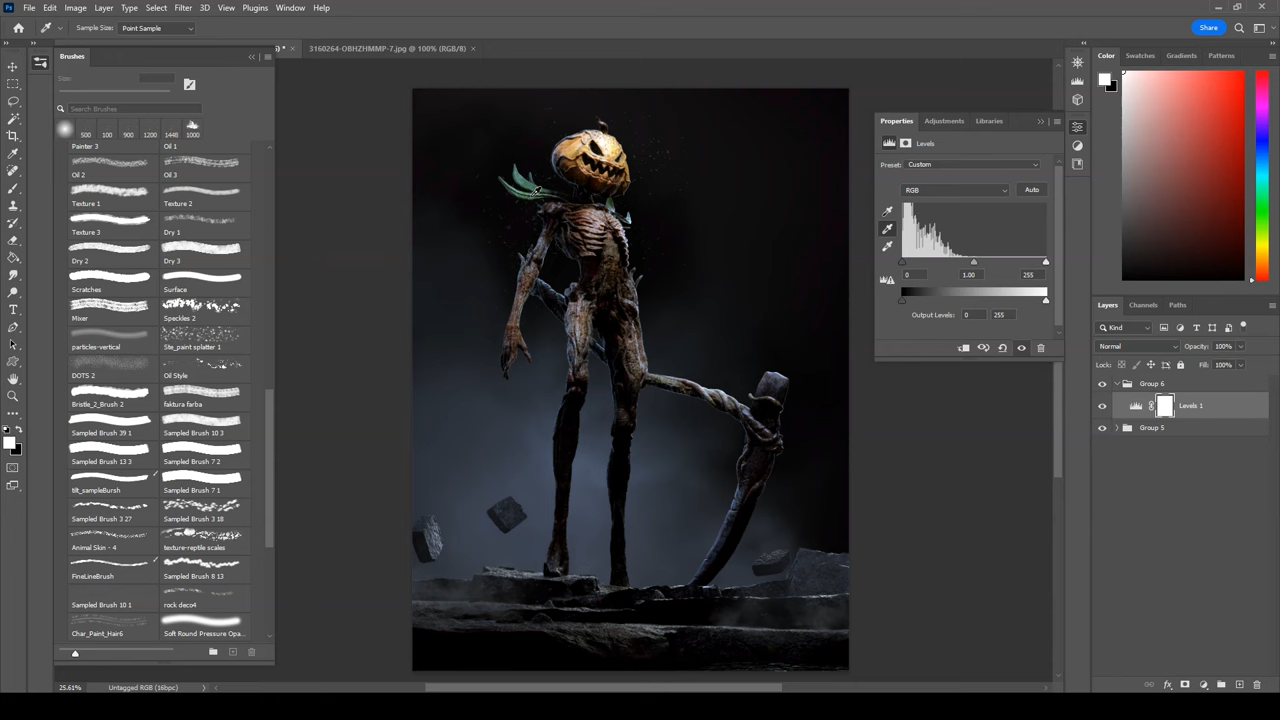 Ps File Edit Image Layer Type Select Filter 3D View Plugins Window Help
Sample Size: Point Sample
Share
3160264-OBHZHMMP-7.jpg @ 100% (RGB/8)
Brushes
Size:
Search Brushes
500 100 900 1200 1448 1000
Painter 3 Oil 1
Oil 2 Oil 3
Texture 1 Texture 2
Texture 3 Dry 1
Dry 2 Dry 3
Scratches Surface
Mixer Speckles 2
particles-vertical Ste_paint splatter 1
DOTS 2 Oil Style
Bristle_2_Brush 2 faktura farba
Sampled Brush 39 1 Sampled Brush 10 3
Sampled Brush 13 3 Sampled Brush 7 2
tilt_sampleBursh Sampled Brush 7 1
Sampled Brush 3 27 Sampled Brush 3 18
Animal Skin - 4 texture-reptile scales
FineLineBrush Sampled Brush 8 13
Sampled Brush 10 1 rock deco4
Char_Paint_Hair6 Soft Round Pressure Opa...
25.61% Untagged RGB (16bpc)
Properties Adjustments Libraries
Levels
Preset: Custom
RGB Auto
0 1.00 255
Output Levels: 0 255
Color Swatches Gradients Patterns
Layers Channels Paths
Kind
Normal Opacity: 100%
Lock: Fill: 100%
Group 6
Levels 1
Group 5